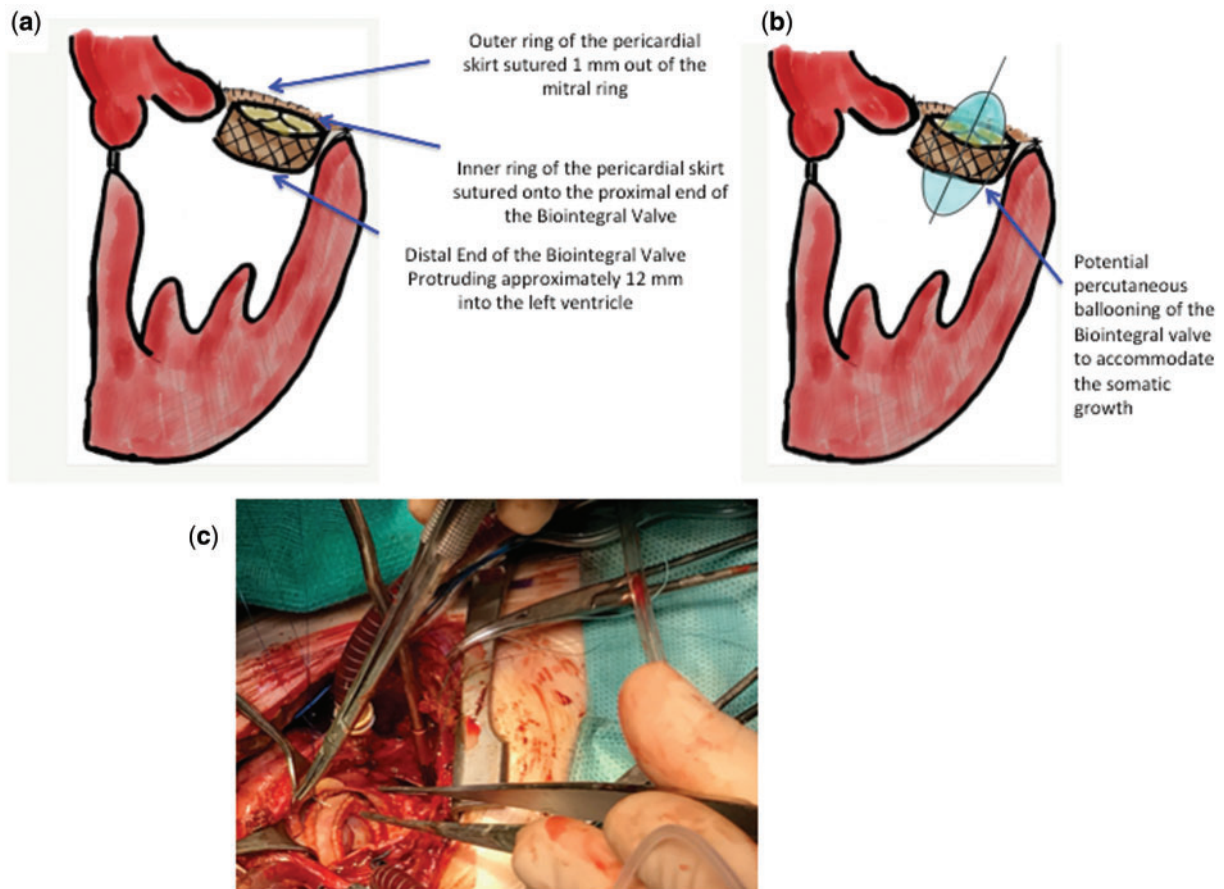 (a)
Outer ring of the pericardial
skirt sutured 1 mm out of the
mitral ring
Inner ring of the pericardial skirt
sutured onto the proximal end of
the Biointegral Valve
Distal End of the Biointegral Valve
Protruding approximately 12 mm
into the left ventricle
(b)
Potential
percutaneous
ballooning of the
Biointegral valve
to accommodate
the somatic
growth
(c)